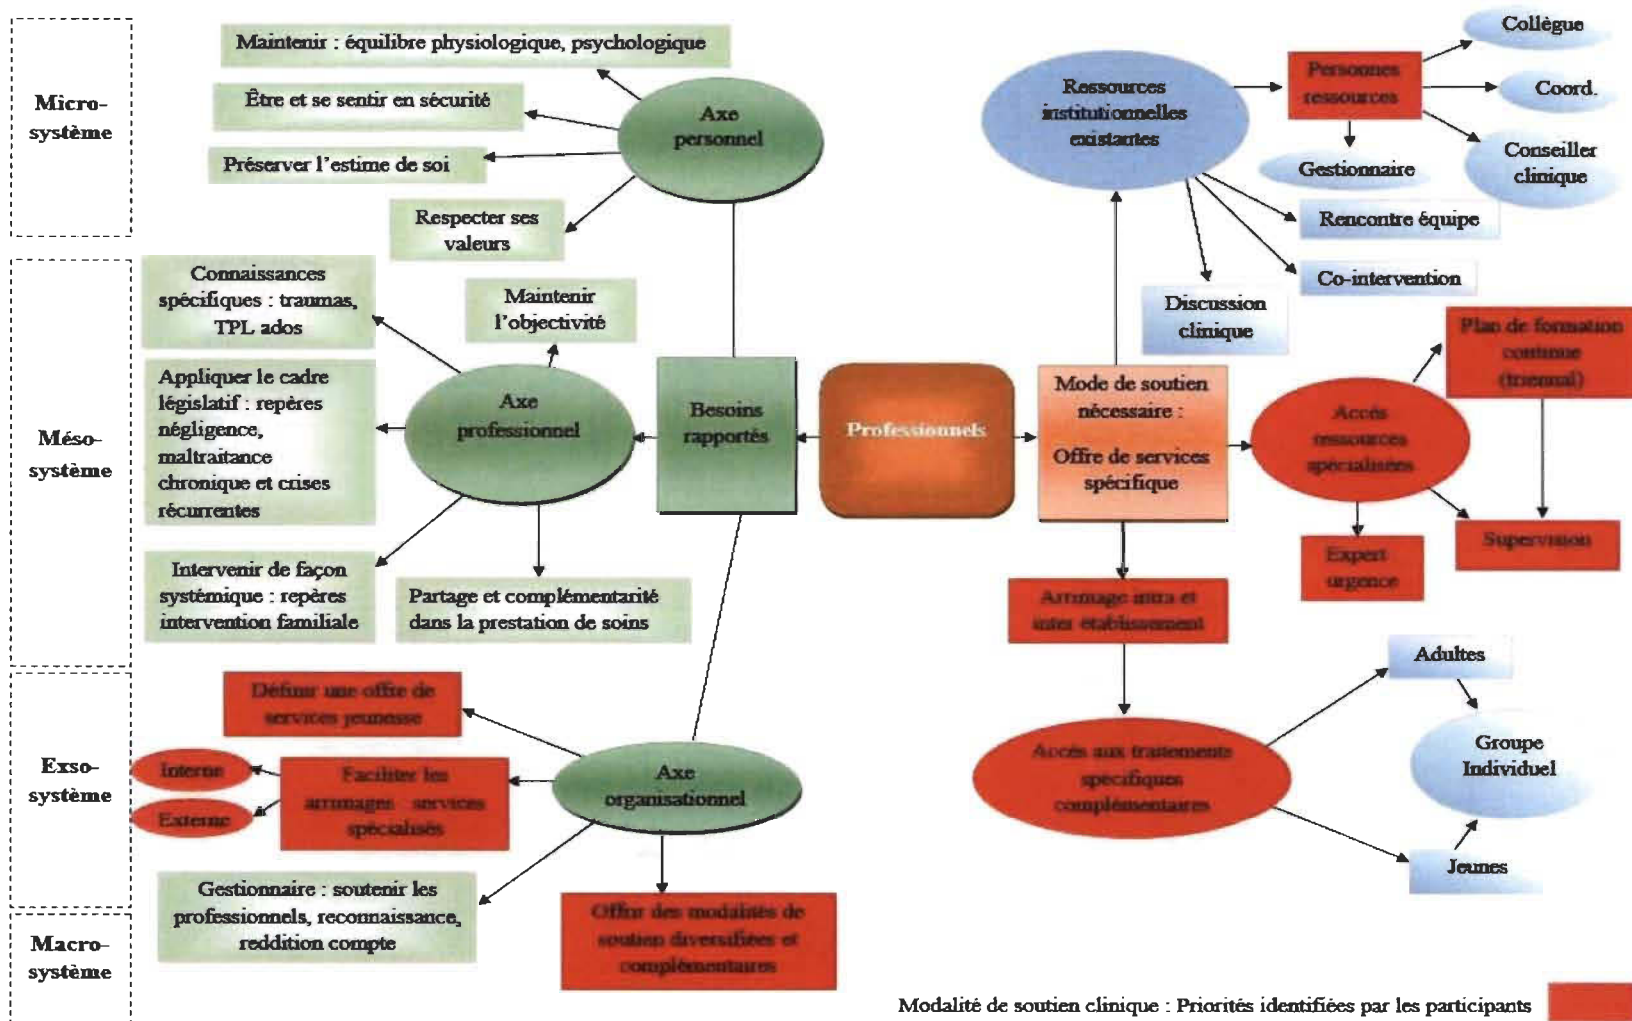 Micro-
système
Méso-
système
Exso-
système
Macro-
système
Maintenir : équilibre physiologique, psychologique
Être et se sentir en sécurité
Préserver l'estime de soi
Respecter ses
valeurs
Axe
personnel
Connaissances
spécifiques : traumas,
TPL ados
Maintenir
l'objectivité
Appliquer le cadre
législatif : repères
négligence,
maltraitance
chronique et crises
récurrentes
Axe
professionnel
Intervenir de façon
systémique : repères
intervention familiale
Partage et complémentarité
dans la prestation de soins
Besoins
rapportés
Professionnels
Définir une offre de
services jeunesse
Interne
Externe
Faciliter les
arrimages services
spécialisés
Axe
organisationnel
Gestionnaire : soutenir les
professionnels, reconnaissance,
reddition compte
Offrir des modalités de
soutien diversifiées et
complémentaires
Ressources
institutionnelles
existantes
Personnes
ressources
Collègue
Coord.
Conseiller
clinique
Gestionnaire
Rencontre équipe
Co-intervention
Discussion
clinique
Mode de soutien
nécessaire :
Offre de services
spécifique
Accès
ressources
spécialisées
Plan de formation
continue
(triennal)
Expert
urgence
Supervision
Arrimage intra et
inter établissement
Accès aux traitements
spécifiques
complémentaires
Adultes
Groupe
Individuel
Jeunes
Modalité de soutien clinique : Priorités identifiées par les participants